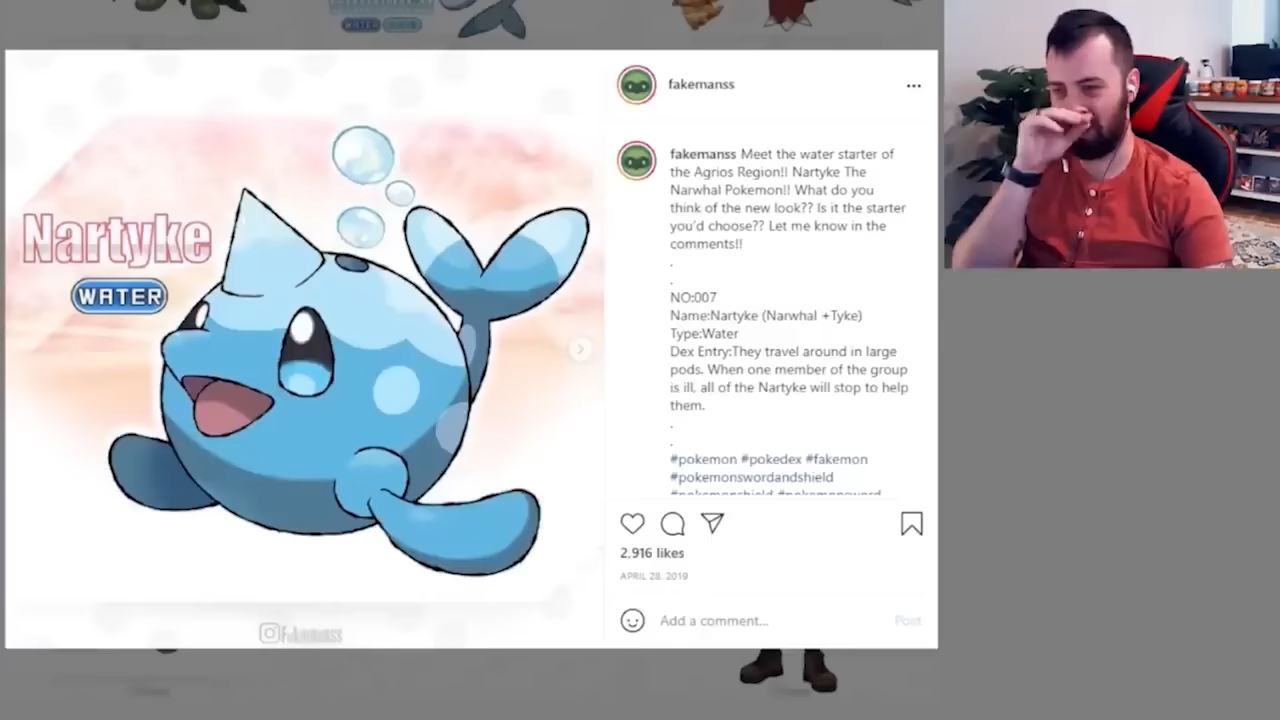 WATER
fakemanss
Nartyke
WATER
fakemanss Meet the water starter of
the Agrios Region!! Nartyke The
Narwhal Pokemon!! What do you
think of the new look?? Is it the starter
you'd choose?? Let me know in the
comments!!
.
.
NO:007
Name:Nartyke (Narwhal +Tyke)
Type:Water
Dex Entry:They travel around in large
pods. When one member of the group
is ill, all of the Nartyke will stop to help
them.
.
.
#pokemon #pokedex #fakemon
#pokemonswordandshield
#pokemonshield #pokemonsword
2,916 likes
APRIL 28, 2019
Add a comment... Post
Fakemanss